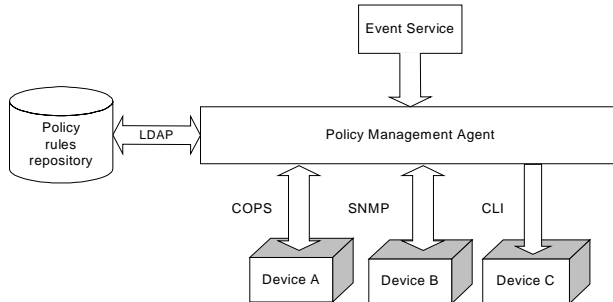 Event Service
Policy
rules
repository
LDAP
Policy Management Agent
COPS
SNMP
CLI
Device A
Device B
Device C